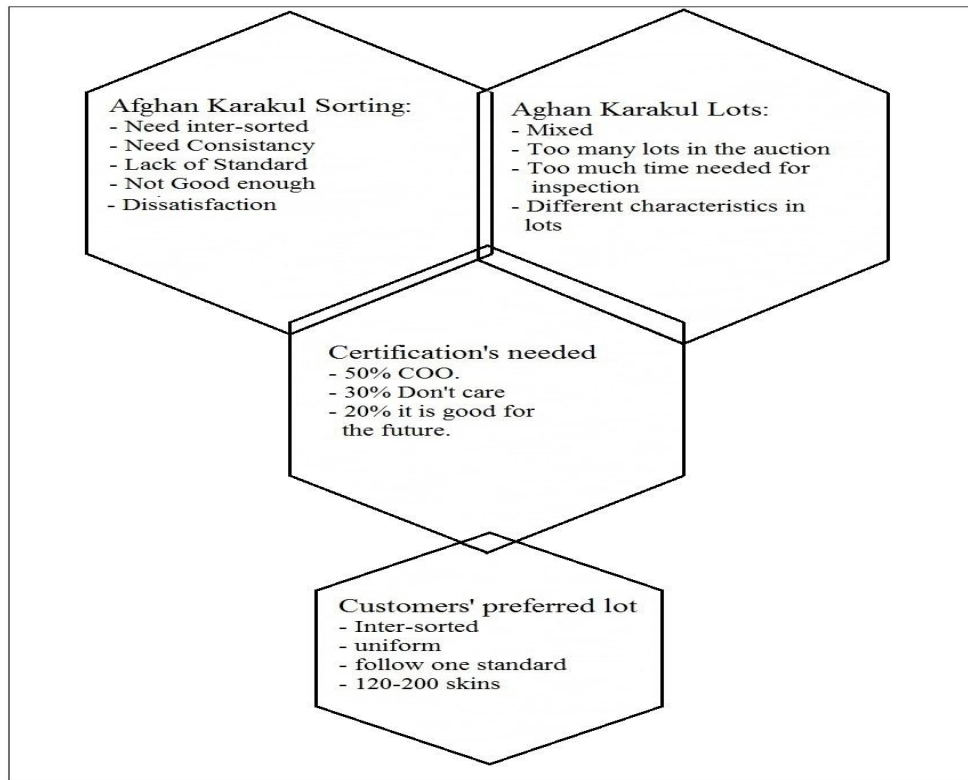 Afghan Karakul Sorting:
- Need inter-sorted
- Need Consistancy
- Lack of Standard
- Not Good enough
- Dissatisfaction
Aghan Karakul Lots:
- Mixed
- Too many lots in the auction
- Too much time needed for
inspection
- Different characteristics in
lots
Certification's needed
- 50% COO.
- 30% Don't care
- 20% it is good for
the future.
Customers' preferred lot
- Inter-sorted
- uniform
- follow one standard
- 120-200 skins